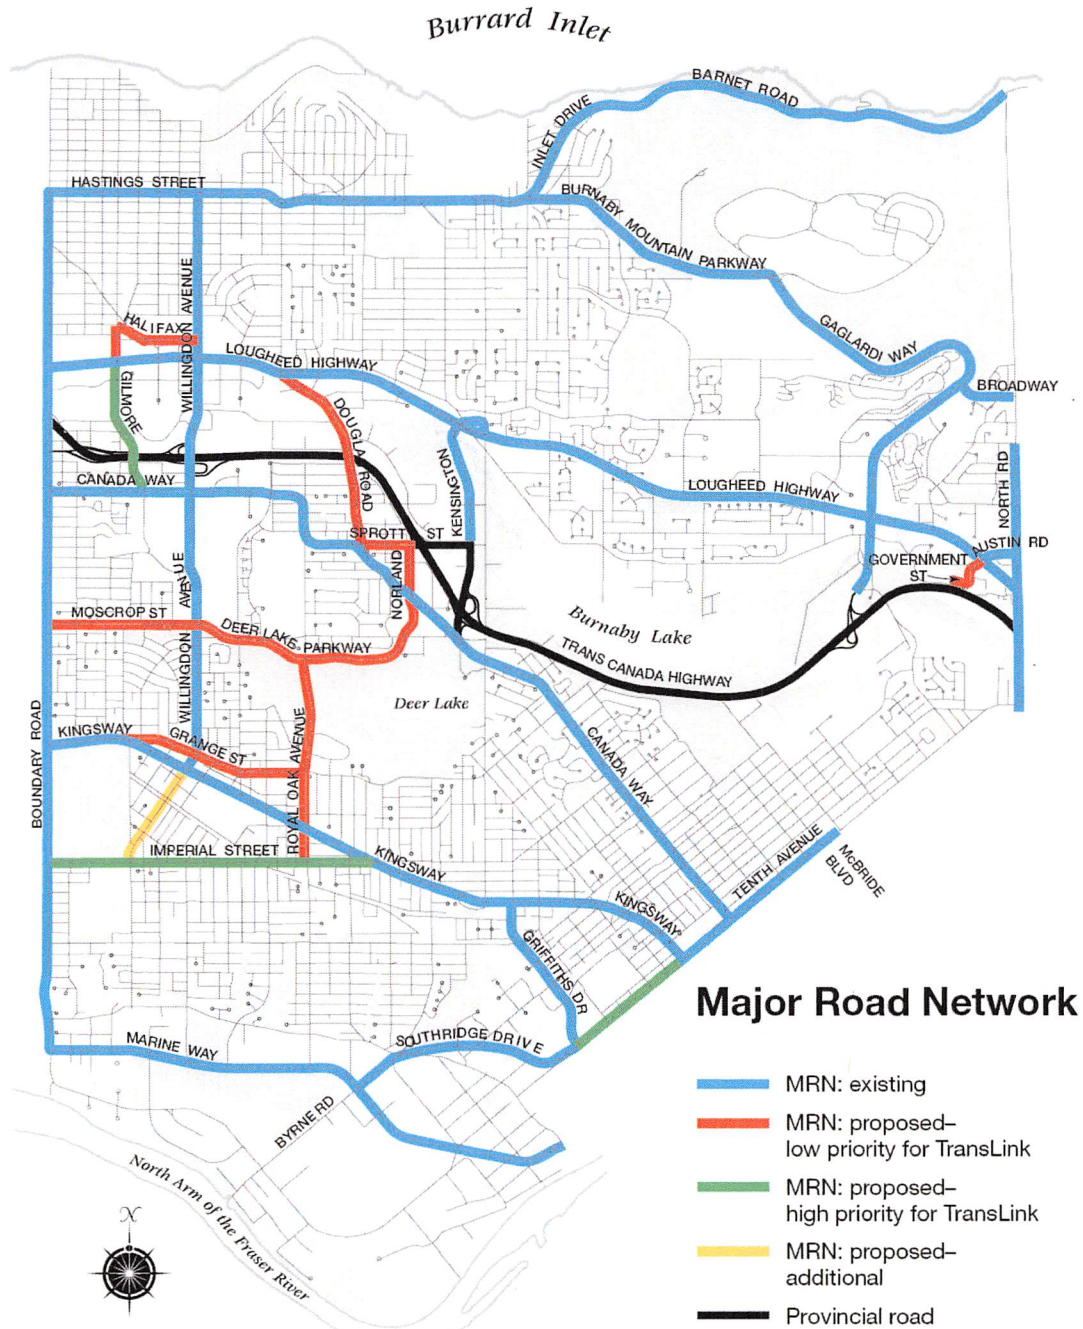 Burrard Inlet
BARNET ROAD
INLET DRIVE
HASTINGS STREET
BURNABY MOUNTAIN PARKWAY
WILLINGDON AVENUE
HALIFAX
LOUGHEED HIGHWAY
GAGLARDI WAY
BROADWAY
GILMORE
DOUGLA ROAD
KENSINGTON
CANADA WAY
LOUGHEED HIGHWAY
NORTH RD
SPROTT ST
AUSTIN RD
GOVERNMENT
ST
NORLAND
WILLINGDON AVENUE
MOSCROP ST
DEER LAKE PARKWAY
Burnaby Lake
TRANS CANADA HIGHWAY
Deer Lake
BOUNDARY ROAD
KINGSWAY
GRANGE ST
ROYAL OAK AVENUE
CANADA WAY
IMPERIAL STREET
KINGSWAY
TENTH AVENUE
McBRIDE
BLVD
KINGSWAY
GRIFFITHS DR
MARINE WAY
SOUTHRIDGE DRIVE
BYRNE RD
North Arm of the Fraser River
N
Major Road Network
MRN: existing
MRN: proposed–
low priority for TransLink
MRN: proposed–
high priority for TransLink
MRN: proposed–
additional
Provincial road